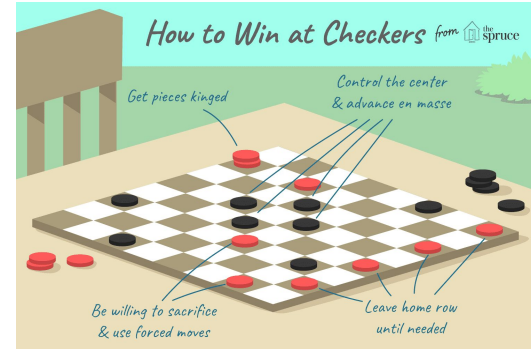 How to Win at Checkers from the spruce
Control the center
& advance en masse
Get pieces kinged
Be willing to sacrifice
& use forced moves
Leave home row
until needed